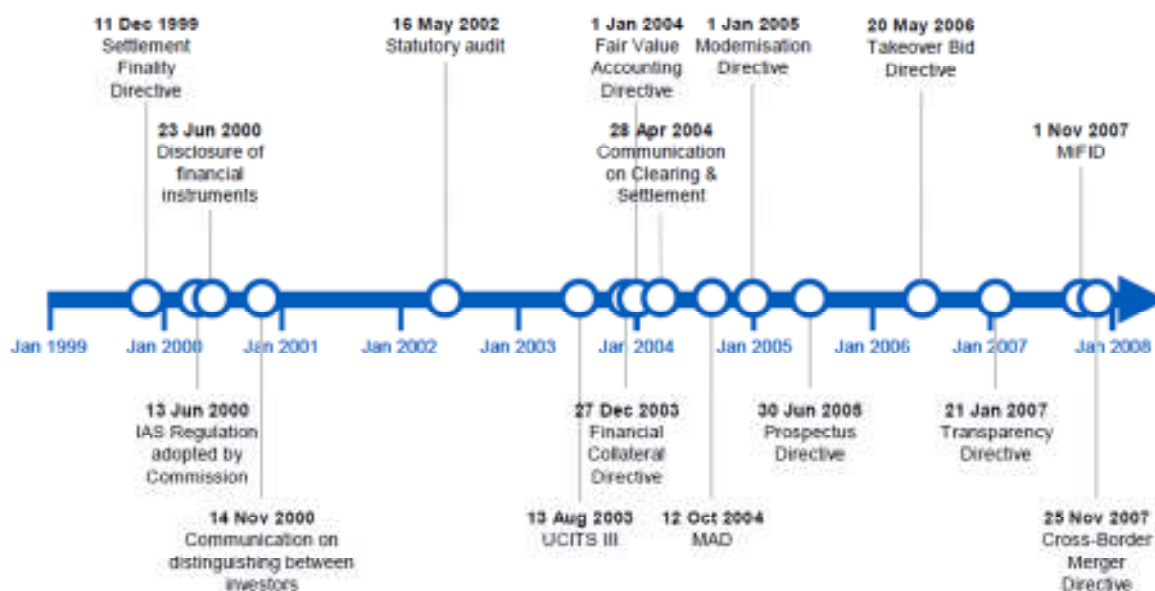 11 Dec 1999
Settlement
Finality
Directive
16 May 2002
Statutory audit
1 Jan 2004
Fair Value
Accounting
Directive
1 Jan 2005
Modernisation
Directive
20 May 2006
Takeover Bid
Directive
23 Jun 2000
Disclosure of
financial
instruments
28 Apr 2004
Communication
on Clearing &
Settlement
1 Nov 2007
MiFID
Jan 1999
Jan 2000
Jan 2001
Jan 2002
Jan 2003
Jan 2004
Jan 2005
Jan 2006
Jan 2007
Jan 2008
13 Jun 2000
IAS Regulation
adopted by
Commission
27 Dec 2003
Financial
Collateral
Directive
30 Jun 2005
Prospectus
Directive
21 Jan 2007
Transparency
Directive
14 Nov 2000
Communication on
distinguishing between
investors
13 Aug 2003
UCITS III
12 Oct 2004
MAD
25 Nov 2007
Cross-Border
Merger
Directive